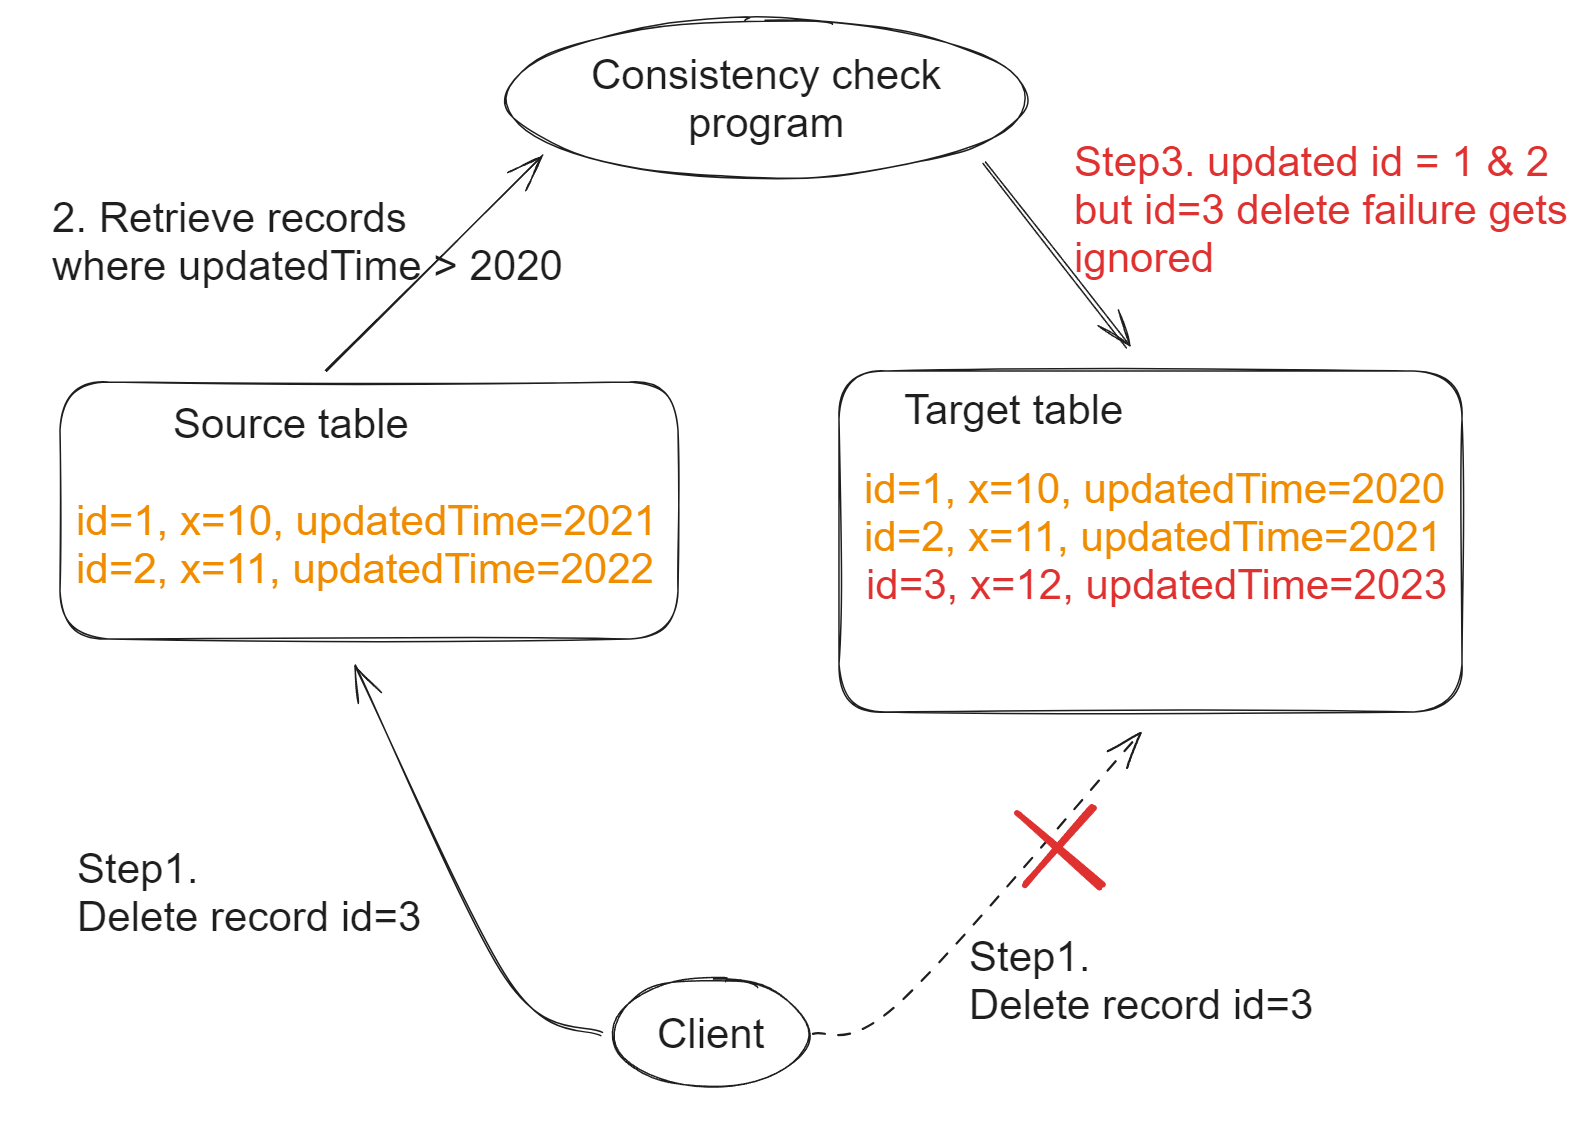 Consistency check
program
Step3. updated id = 1 & 2
but id=3 delete failure gets
ignored
2. Retrieve records
where updatedTime > 2020
Source table
id=1, x=10, updatedTime=2021
id=2, x=11, updatedTime=2022
Target table
id=1, x=10, updatedTime=2020
id=2, x=11, updatedTime=2021
id=3, x=12, updatedTime=2023
Step1.
Delete record id=3
Step1.
Delete record id=3
Client